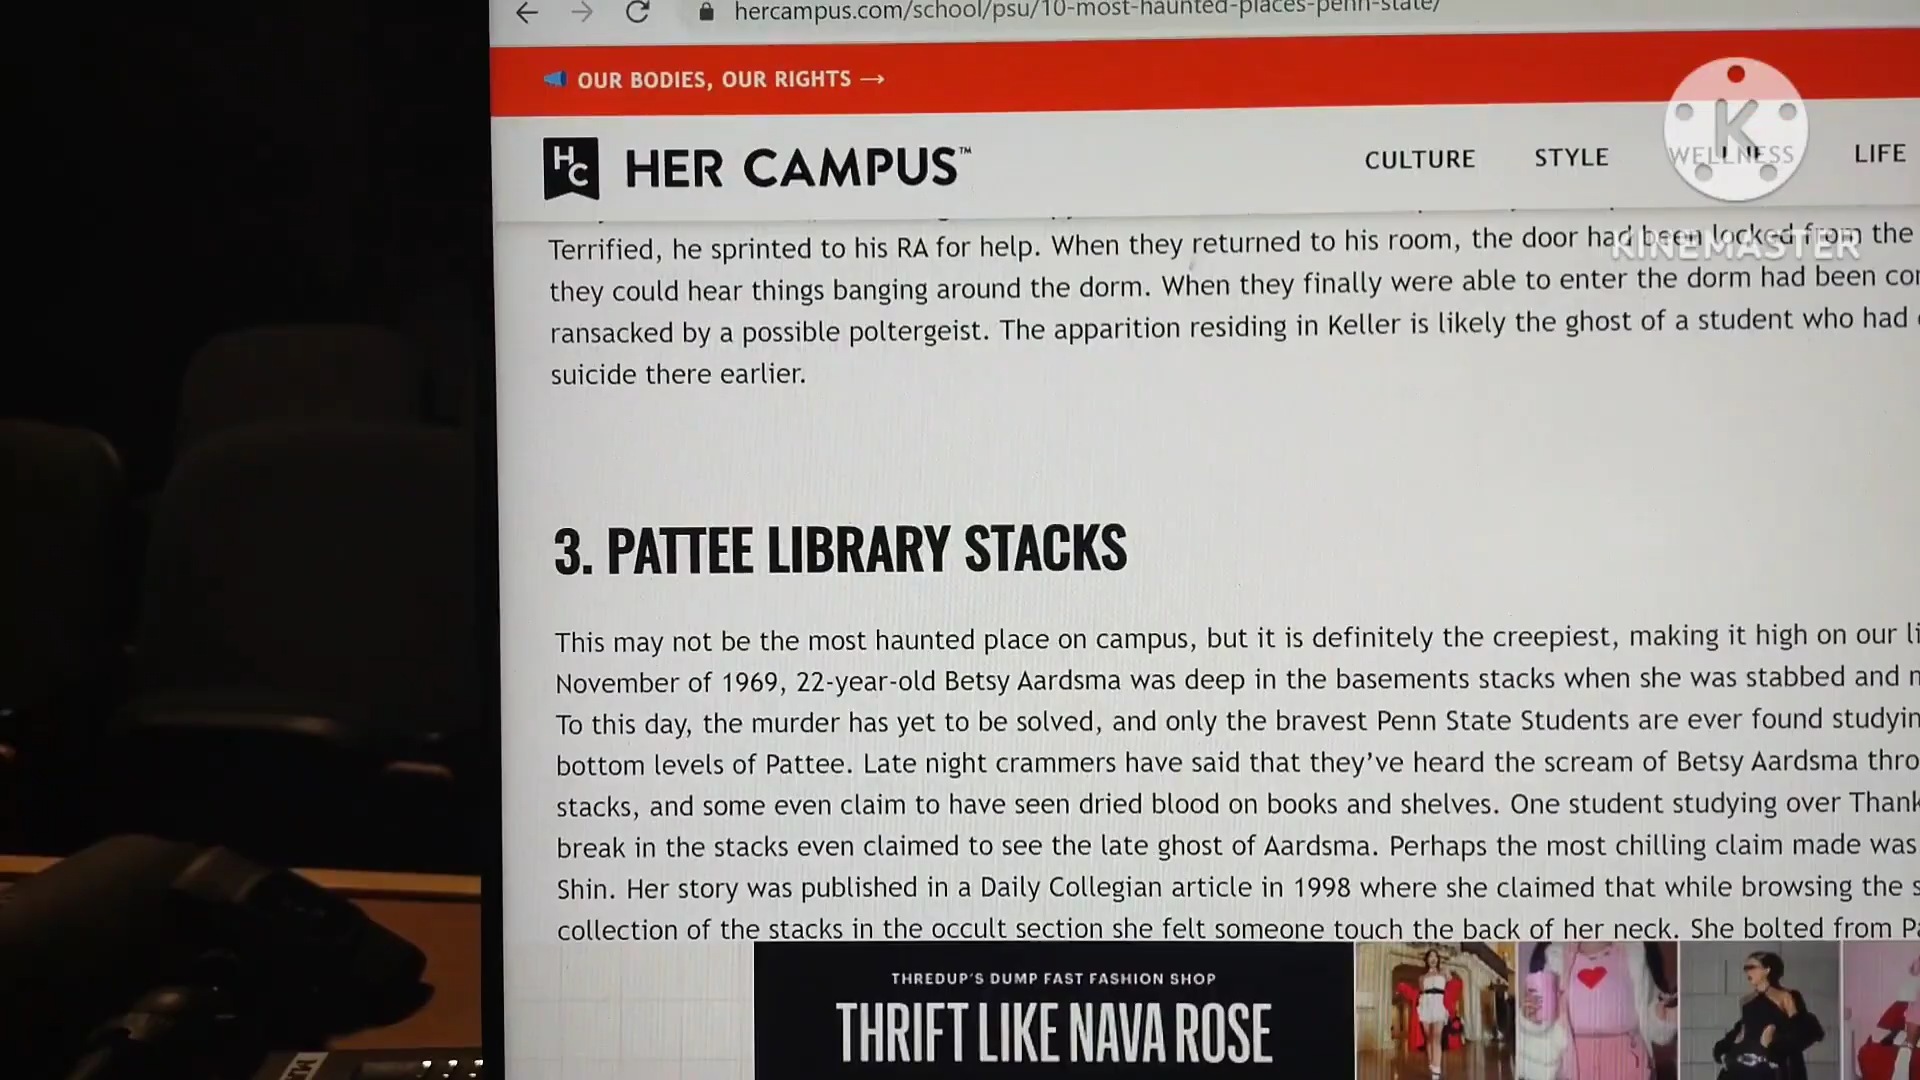 hercampus.com/school/psu/10-most-haunted-places-penn-state/
OUR BODIES, OUR RIGHTS →
HC HER CAMPUS™ CULTURE STYLE WELLNESS LIFE
K
KINEMASTER
Terrified, he sprinted to his RA for help. When they returned to his room, the door had been locked from the
they could hear things banging around the dorm. When they finally were able to enter the dorm had been
ransacked by a possible poltergeist. The apparition residing in Keller is likely the ghost of a student who had
suicide there earlier.
3. PATTEE LIBRARY STACKS
This may not be the most haunted place on campus, but it is definitely the creepiest, making it high on our
November of 1969, 22-year-old Betsy Aardsma was deep in the basements stacks when she was stabbed and
To this day, the murder has yet to be solved, and only the bravest Penn State Students are ever found
bottom levels of Pattee. Late night crammers have said that they've heard the scream of Betsy Aardsma
stacks, and some even claim to have seen dried blood on books and shelves. One student studying over
break in the stacks even claimed to see the late ghost of Aardsma. Perhaps the most chilling claim made was
Shin. Her story was published in a Daily Collegian article in 1998 where she claimed that while browsing the
collection of the stacks in the occult section she felt someone touch the back of her neck. She bolted from
THREDUP'S DUMP FAST FASHION SHOP
THRIFT LIKE NAVA ROSE